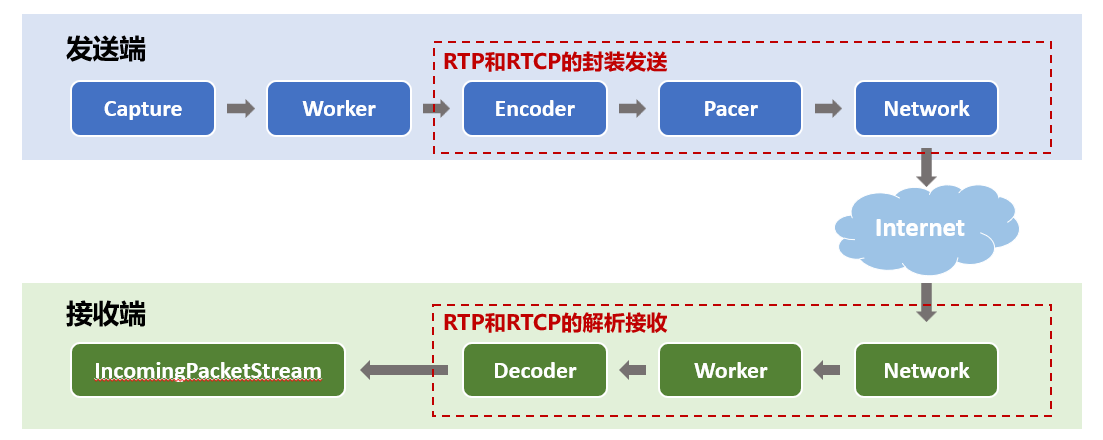 发送端
RTP和RTCP的封装发送
Capture
Worker
Encoder
Pacer
Network
Internet
接收端
RTP和RTCP的解析接收
IncomingPacketStream
Decoder
Worker
Network